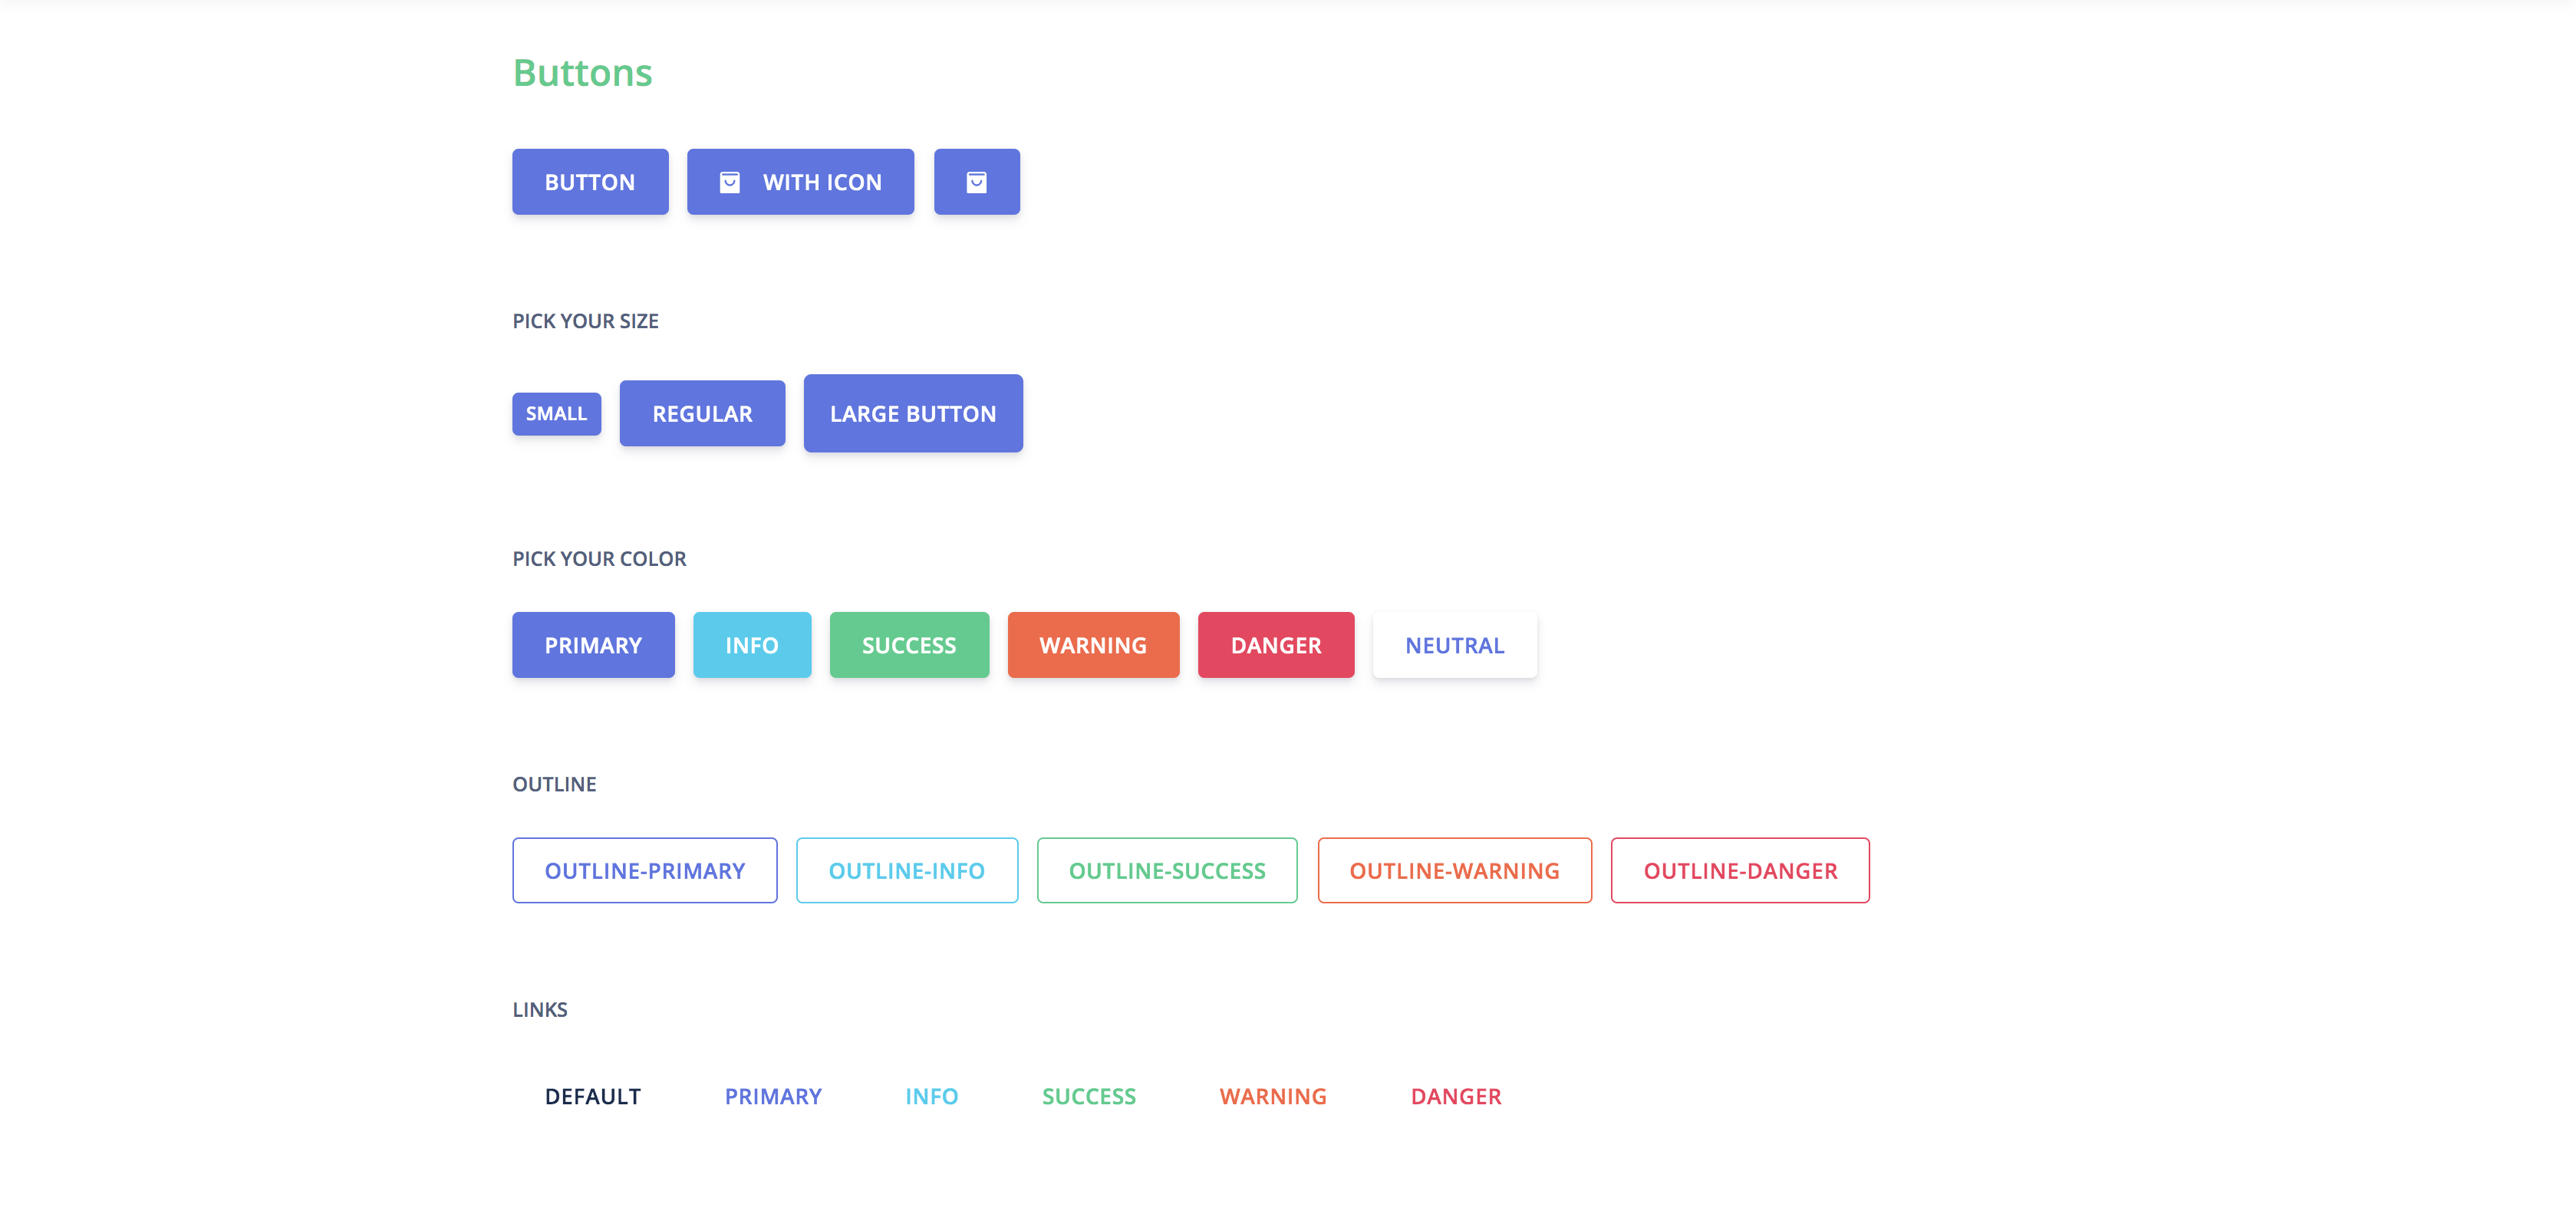 Buttons
BUTTON WITH ICON
PICK YOUR SIZE
SMALL REGULAR LARGE BUTTON
PICK YOUR COLOR
PRIMARY INFO SUCCESS WARNING DANGER NEUTRAL
OUTLINE
OUTLINE-PRIMARY OUTLINE-INFO OUTLINE-SUCCESS OUTLINE-WARNING OUTLINE-DANGER
LINKS
DEFAULT PRIMARY INFO SUCCESS WARNING DANGER